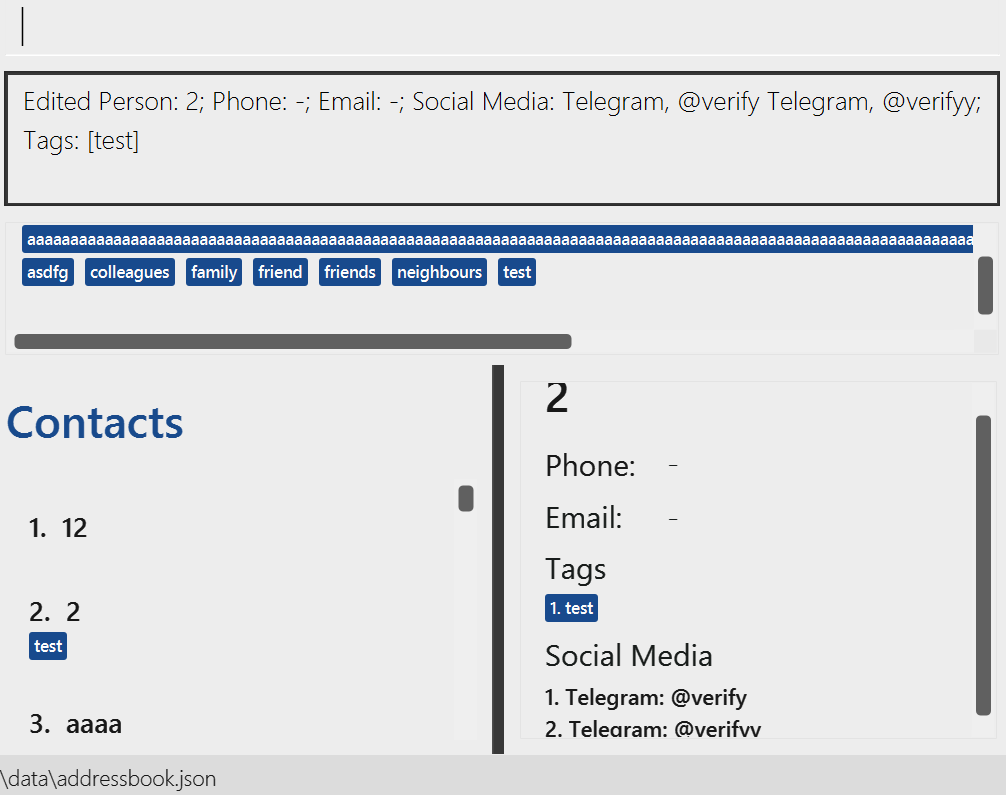 Edited Person: 2; Phone: -; Email: -; Social Media: Telegram, @verify Telegram, @verifyy;
Tags: [test]
aaaaaaaaaaaaaaaaaaaaaaaaaaaaaaaaaaaaaaaaaaaaaaaaaaaaaaaaaaaaaaaaaaaaaaaaaaaaaaaaaaaaaaaaaaaaaaaaaaaaaaaaaaaaaa
asdfg colleagues family friend friends neighbours test
Contacts
1. 12
2. 2
test
3. aaaa
2
Phone: -
Email: -
Tags
1. test
Social Media
1. Telegram: @verify
2. Telegram: @verifyy
\data\addressbook.json